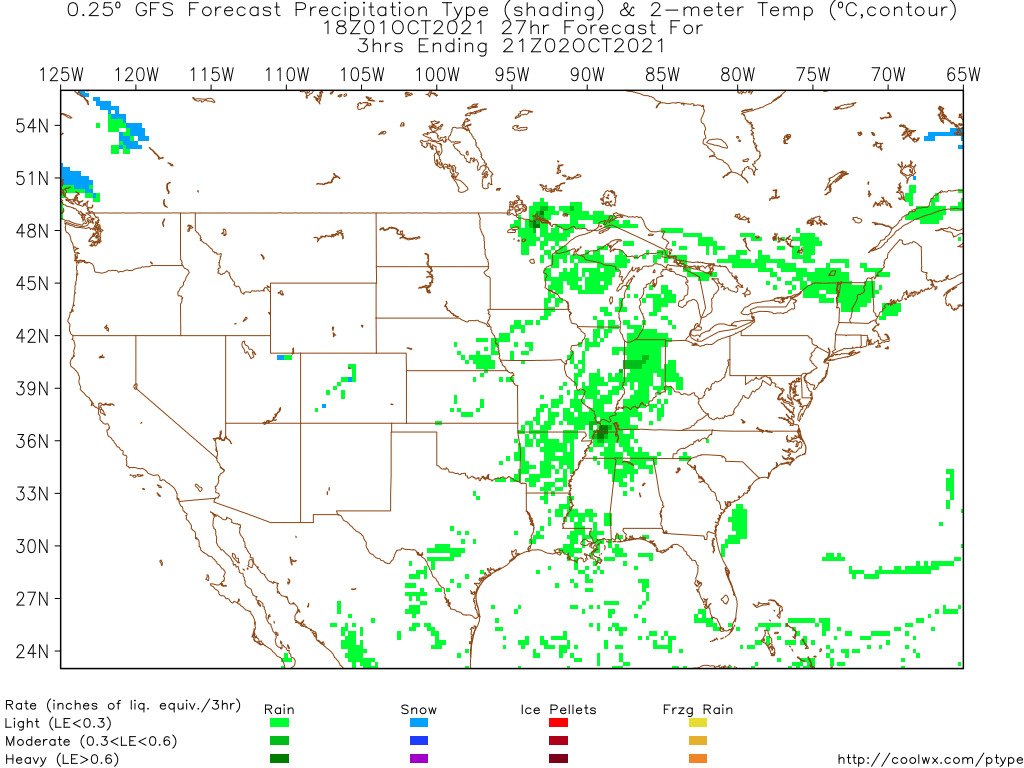 0.25º GFS Forecast Precipitation Type (shading) & 2-meter Temp (ºC,contour)
18Z01OCT2021 27hr Forecast For
3hrs Ending 21Z02OCT2021
125W 120W 115W 110W 105W 100W 95W 90W 85W 80W 75W 70W 65W
54N
51N
48N
45N
42N
39N
36N
33N
30N
27N
24N
Rate (inches of liq. equiv./3hr) Rain Snow Ice Pellets Frzg Rain
Light (LE<0.3)
Moderate (0.3<LE<0.6)
Heavy (LE>0.6) http://coolwx.com/ptype